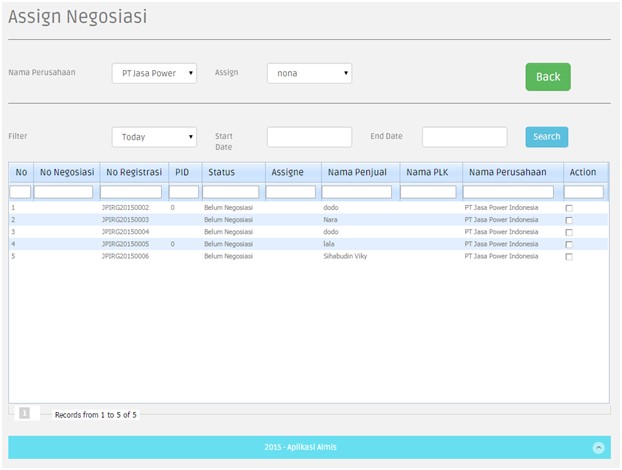 Assign Negosiasi
Nama Perusahaan PT Jasa Power Assign nona Back
Filter Today Start Date End Date Search
No No Negosiasi No Registrasi PID Status Assigne Nama Penjual Nama PLK Nama Perusahaan Action
1 JPIRG20150002 0 Belum Negosiasi dodo PT Jasa Power Indonesia
2 JPIRG20150003 Belum Negosiasi Nara PT Jasa Power Indonesia
3 JPIRG20150004 Belum Negosiasi dodo PT Jasa Power Indonesia
4 JPIRG20150005 0 Belum Negosiasi lala PT Jasa Power Indonesia
5 JPIRG20150006 Belum Negosiasi Sihabudin Viky PT Jasa Power Indonesia
1 Records from 1 to 5 of 5
2015 - Aplikasi Almis